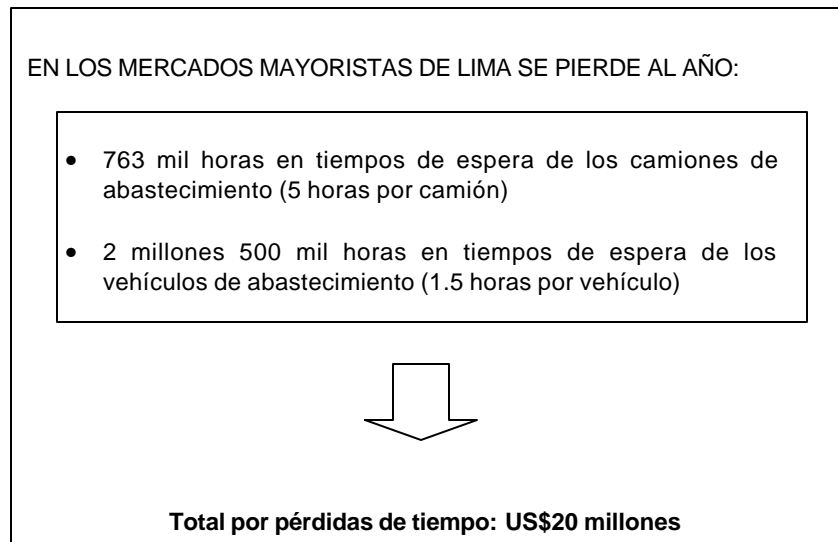 EN LOS MERCADOS MAYORISTAS DE LIMA SE PIERDE AL AÑO:
• 763 mil horas en tiempos de espera de los camiones de
abastecimiento (5 horas por camión)
• 2 millones 500 mil horas en tiempos de espera de los
vehículos de abastecimiento (1.5 horas por vehículo)
Total por pérdidas de tiempo: US$20 millones